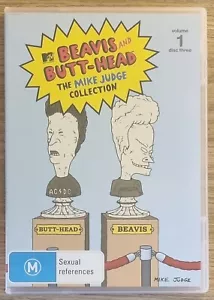 MTV
BEAVIS AND
BUTT-HEAD
THE MIKE JUDGE
COLLECTION
volume
1
disc three
AC/DC
BUTT-HEAD
BEAVIS
M
Sexual
references
MIKE JUDGE